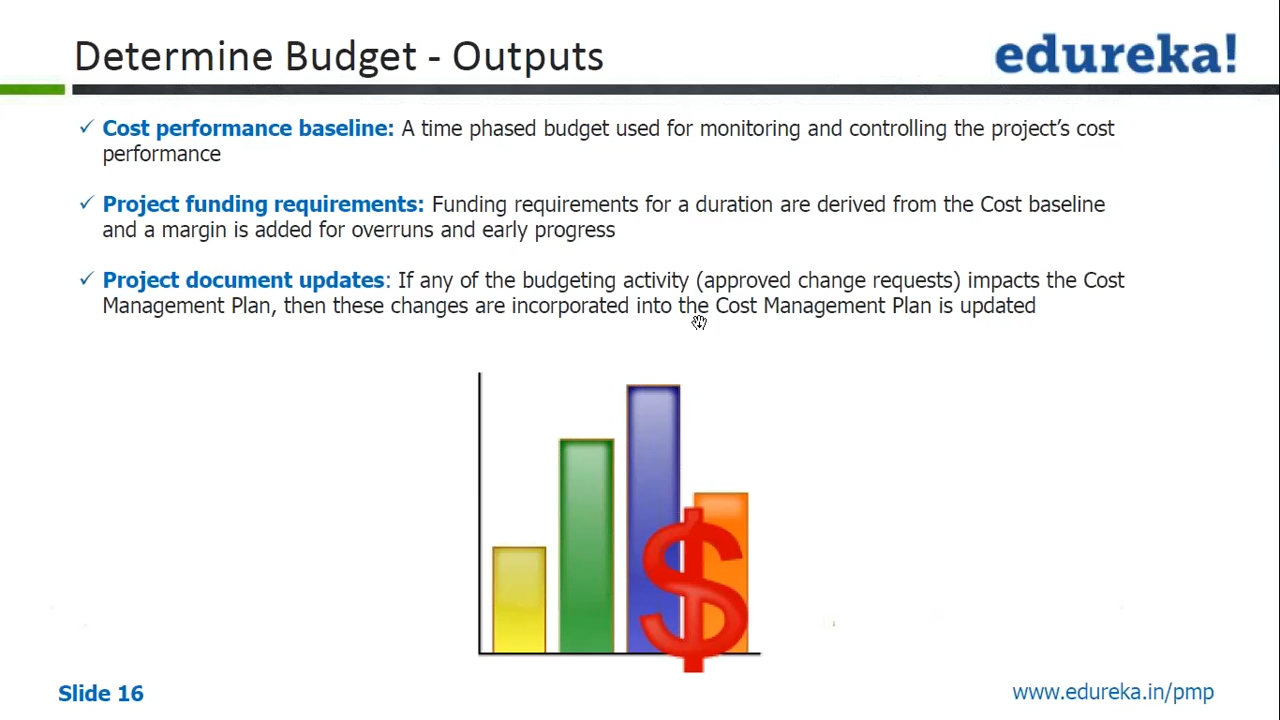 Determine Budget - Outputs
edureka!
✓ Cost performance baseline: A time phased budget used for monitoring and controlling the project's cost
performance
✓ Project funding requirements: Funding requirements for a duration are derived from the Cost baseline
and a margin is added for overruns and early progress
✓ Project document updates: If any of the budgeting activity (approved change requests) impacts the Cost
Management Plan, then these changes are incorporated into the Cost Management Plan is updated
$
Slide 16
www.edureka.in/pmp